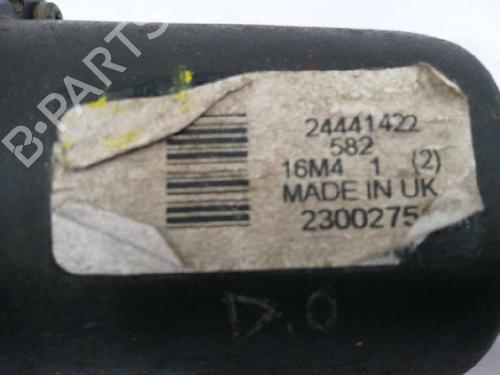 B-PARTS
24441422
582
16M4 1 (2)
MADE IN UK
2300275
D.O